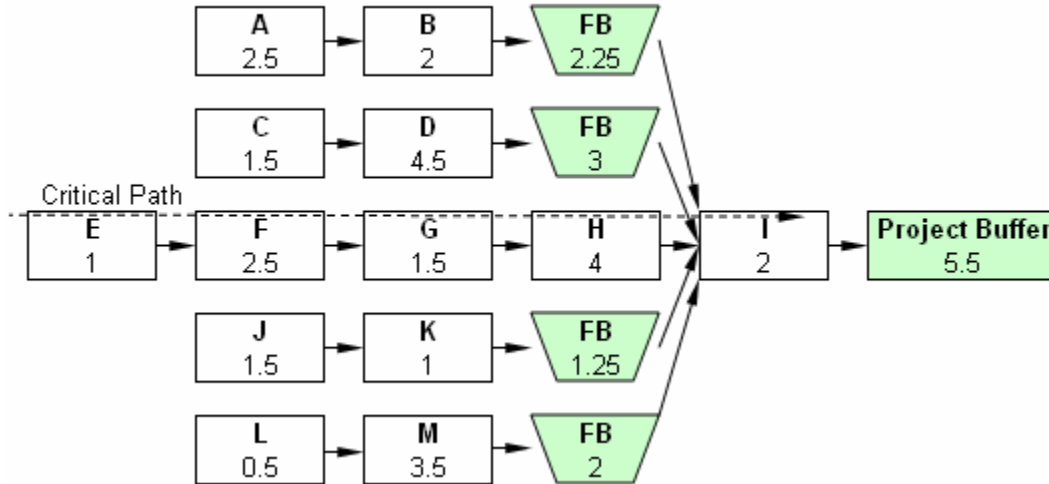 A B FB
2.5 2 2.25
C D FB
1.5 4.5 3
Critical Path
E F G H I Project Buffer
1 2.5 1.5 4 2 5.5
J K FB
1.5 1 1.25
L M FB
0.5 3.5 2